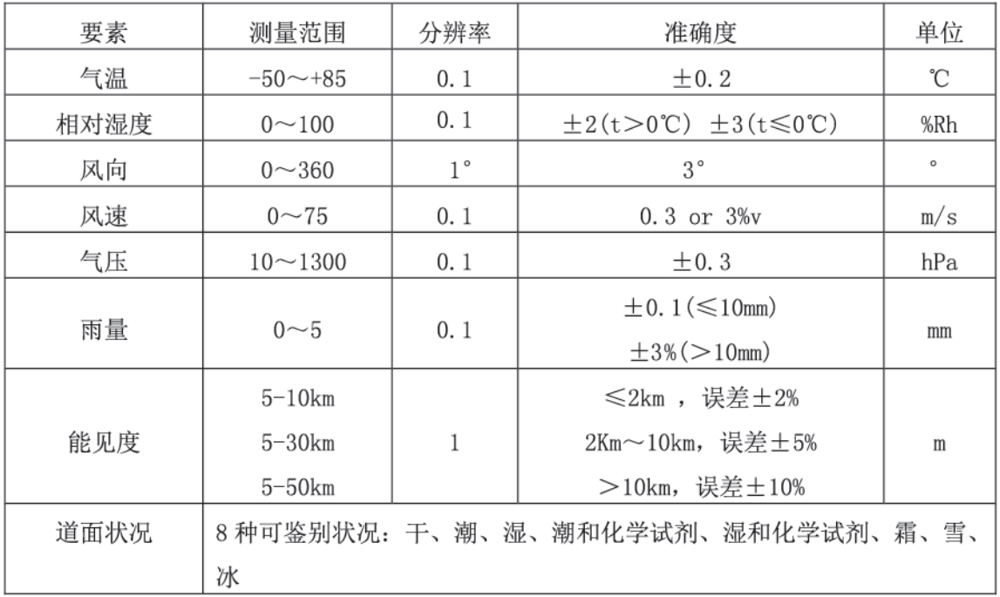 要素 测量范围 分辨率 准确度 单位
气温 -50～+85 0.1 ±0.2 ℃
相对湿度 0～100 0.1 ±2(t＞0℃) ±3(t≤0℃) %Rh
风向 0～360 1° 3° °
风速 0～75 0.1 0.3 or 3%v m/s
气压 10～1300 0.1 ±0.3 hPa
雨量 0～5 0.1 ±0.1(≤10mm) mm
±3%(＞10mm)
能见度 5-10km 1 ≤2km ，误差±2% m
5-30km 2Km～10km，误差±5%
5-50km ＞10km，误差±10%
道面状况 8 种可鉴别状况：干、潮、湿、潮和化学试剂、湿和化学试剂、霜、雪、
冰